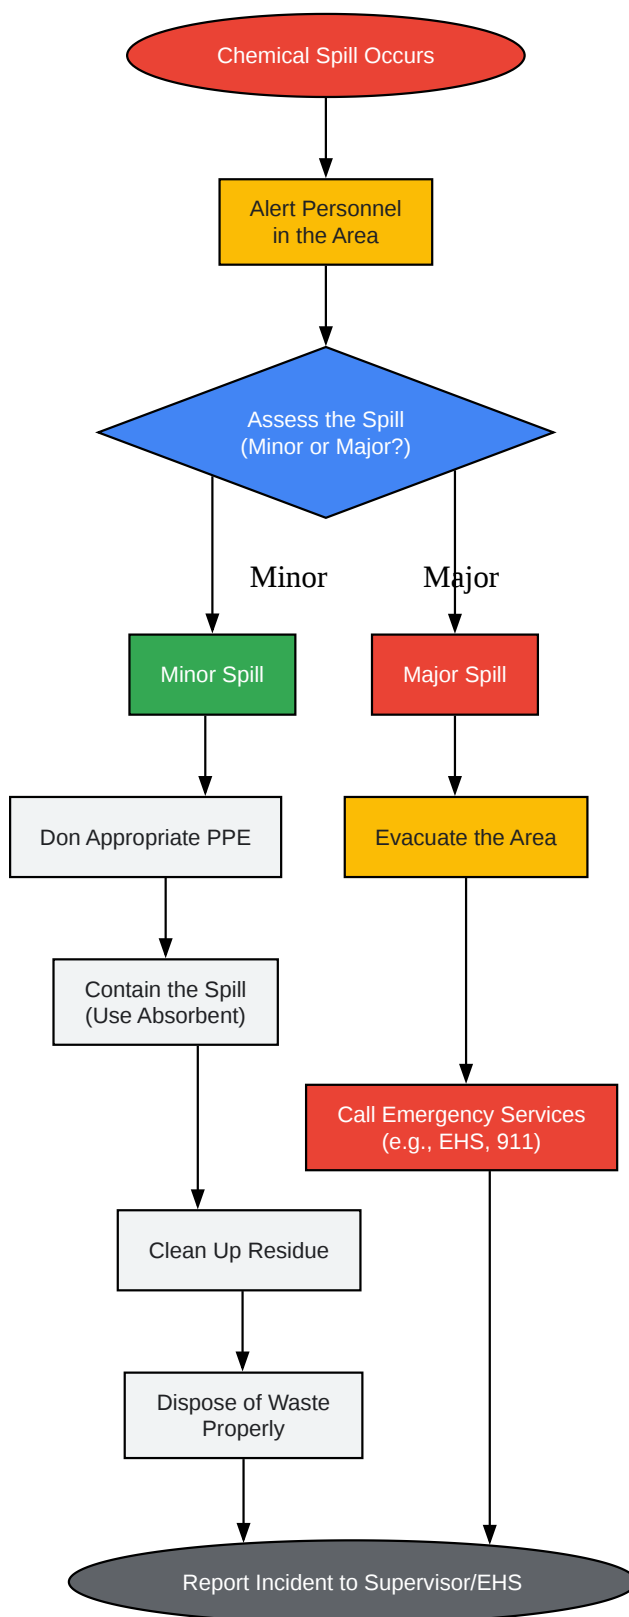 Chemical Spill Occurs
Alert Personnel
in the Area
Assess the Spill
(Minor or Major?)
Minor
Major
Minor Spill
Major Spill
Don Appropriate PPE
Evacuate the Area
Contain the Spill
(Use Absorbent)
Call Emergency Services
(e.g., EHS, 911)
Clean Up Residue
Dispose of Waste
Properly
Report Incident to Supervisor/EHS